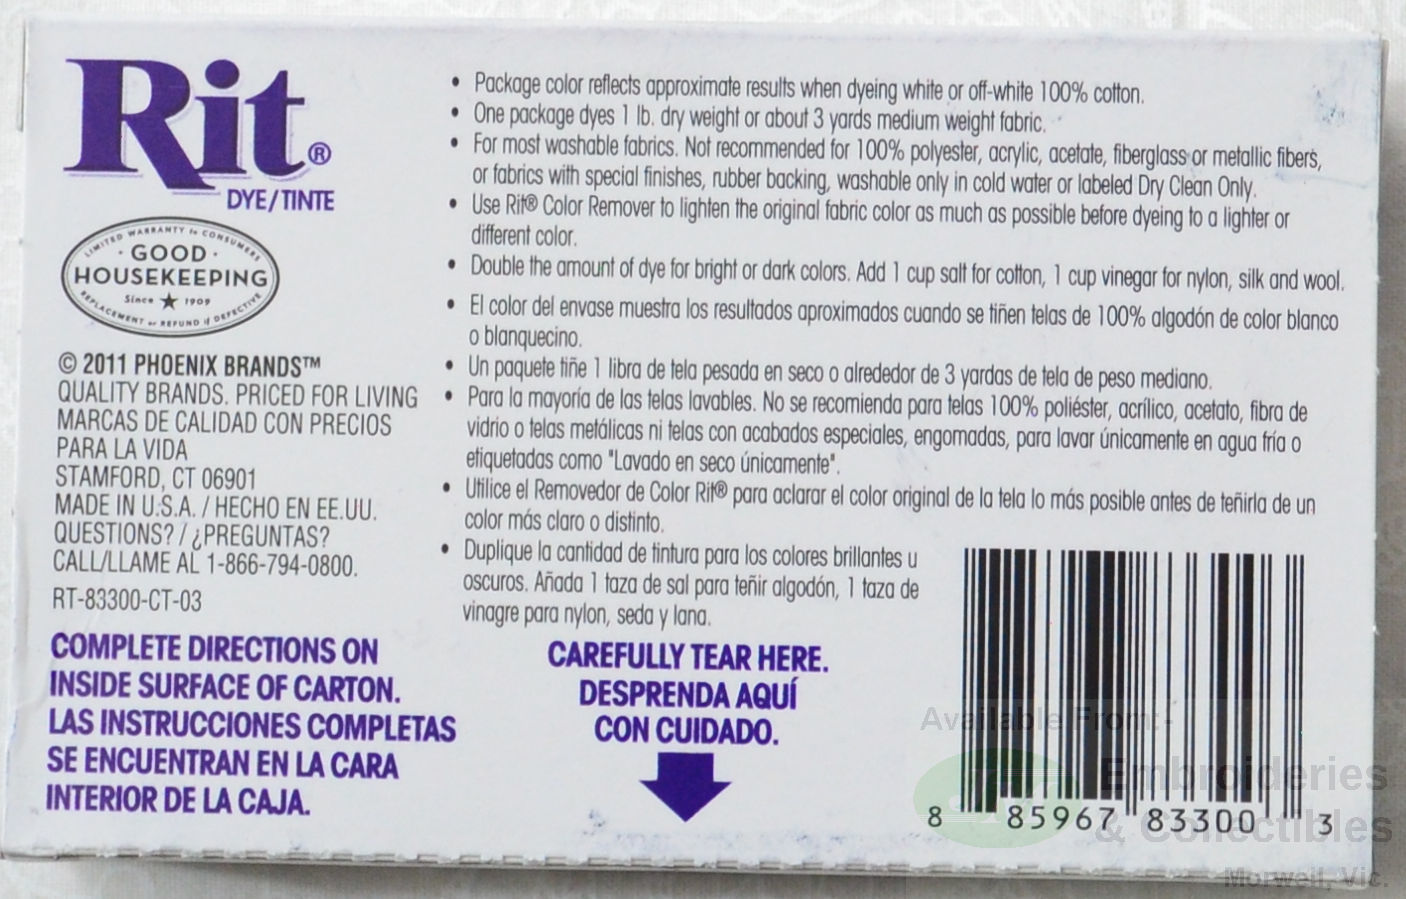 Rit®
DYE/TINTE
LIMITED WARRANTY to CONSUMERS
· GOOD ·
HOUSEKEEPING
Since ★ 1909
REPLACEMENT or REFUND if DEFECTIVE
© 2011 PHOENIX BRANDS™
QUALITY BRANDS. PRICED FOR LIVING
MARCAS DE CALIDAD CON PRECIOS
PARA LA VIDA
STAMFORD, CT 06901
MADE IN U.S.A. / HECHO EN EE.UU.
QUESTIONS? / ¿PREGUNTAS?
CALL/LLAME AL 1-866-794-0800.
RT-83300-CT-03
COMPLETE DIRECTIONS ON
INSIDE SURFACE OF CARTON.
LAS INSTRUCCIONES COMPLETAS
SE ENCUENTRAN EN LA CARA
INTERIOR DE LA CAJA.
• Package color reflects approximate results when dyeing white or off-white 100% cotton.
• One package dyes 1 lb. dry weight or about 3 yards medium weight fabric.
• For most washable fabrics. Not recommended for 100% polyester, acrylic, acetate, fiberglass or metallic fibers,
or fabrics with special finishes, rubber backing, washable only in cold water or labeled Dry Clean Only.
• Use Rit® Color Remover to lighten the original fabric color as much as possible before dyeing to a lighter or
different color.
• Double the amount of dye for bright or dark colors. Add 1 cup salt for cotton, 1 cup vinegar for nylon, silk and wool.
• El color del envase muestra los resultados aproximados cuando se tiñen telas de 100% algodón de color blanco
o blanquecino.
• Un paquete tiñe 1 libra de tela pesada en seco o alrededor de 3 yardas de tela de peso mediano.
• Para la mayoría de las telas lavables. No se recomienda para telas 100% poliéster, acrílico, acetato, fibra de
vidrio o telas metálicas ni telas con acabados especiales, engomadas, para lavar únicamente en agua fría o
etiquetadas como "Lavado en seco únicamente".
• Utilice el Removedor de Color Rit® para aclarar el color original de la tela lo más posible antes de teñirla de un
color más claro o distinto.
• Duplique la cantidad de tintura para los colores brillantes u
oscuros. Añada 1 taza de sal para teñir algodón, 1 taza de
vinagre para nylon, seda y lana.
CAREFULLY TEAR HERE.
DESPRENDA AQUÍ
CON CUIDADO.
8 85967 83300 3
Available From:-
Embroideries
& Collectibles
Morwell, Vic.